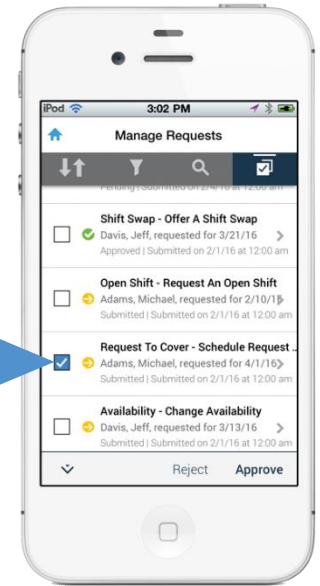 iPod 3:02 PM
Manage Requests
Pending | Submitted on 2/4/16 at 12:00 am
Shift Swap - Offer A Shift Swap
Davis, Jeff, requested for 3/21/16
Approved | Submitted on 2/1/16 at 12:00 am
Open Shift - Request An Open Shift
Adams, Michael, requested for 2/10/15
Submitted | Submitted on 2/1/16 at 12:00 am
Request To Cover - Schedule Request ..
Adams, Michael, requested for 4/1/16
Submitted | Submitted on 2/1/16 at 12:00 am
Availability - Change Availability
Davis, Jeff, requested for 3/13/16
Submitted | Submitted on 2/1/16 at 12:00 am
Reject Approve